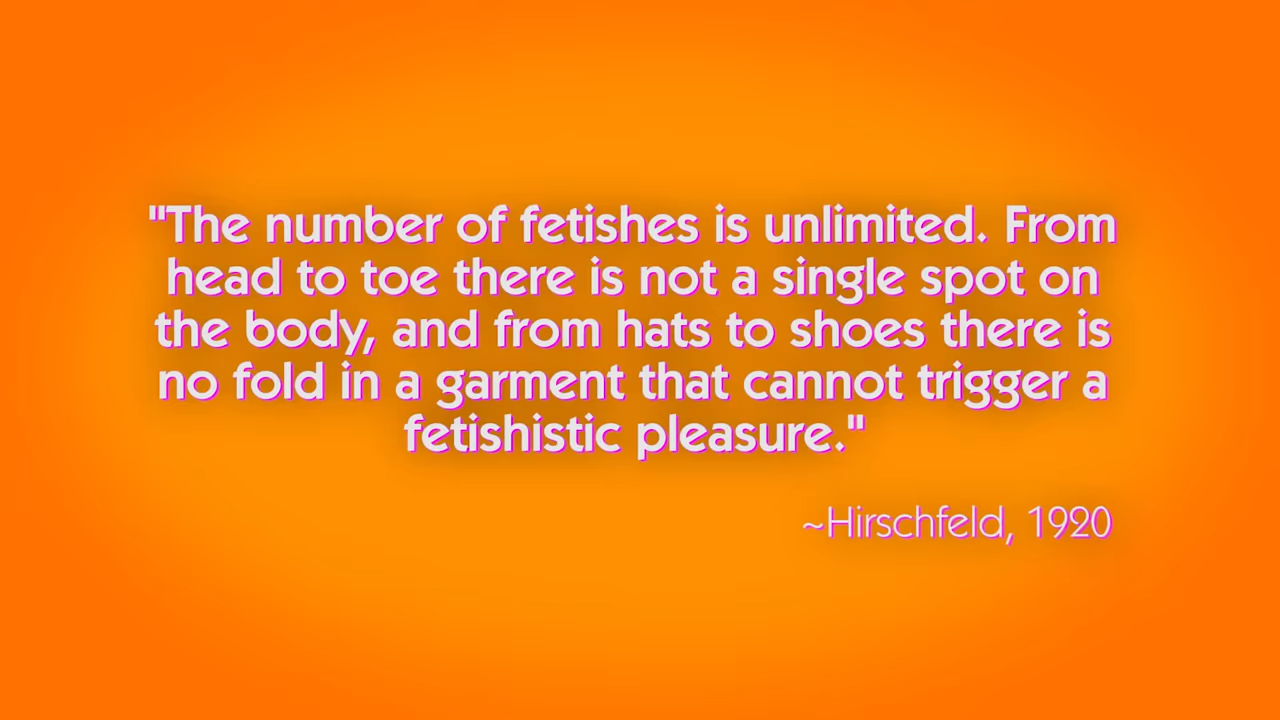 "The number of fetishes is unlimited. From
head to toe there is not a single spot on
the body, and from hats to shoes there is
no fold in a garment that cannot trigger a
fetishistic pleasure."
~Hirschfeld, 1920